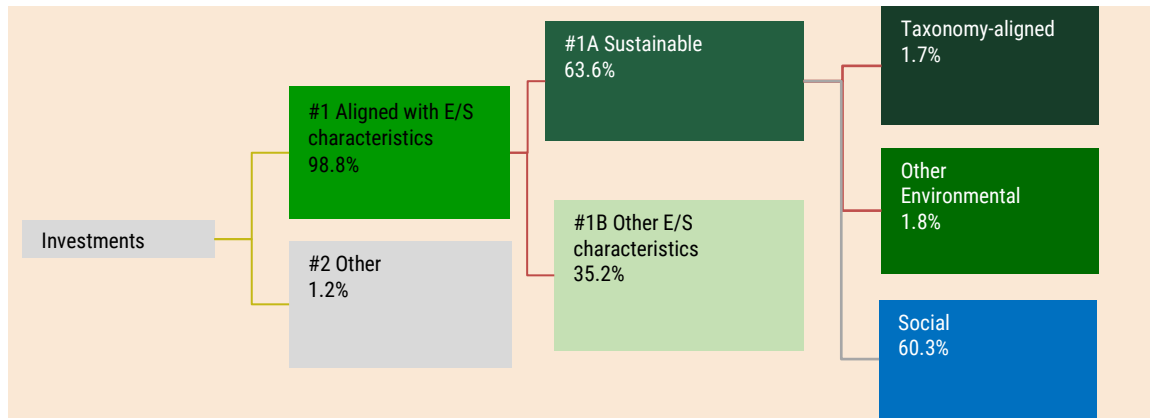 Investments
#1 Aligned with E/S
characteristics
98.8%
#2 Other
1.2%
#1A Sustainable
63.6%
#1B Other E/S
characteristics
35.2%
Taxonomy-aligned
1.7%
Other
Environmental
1.8%
Social
60.3%